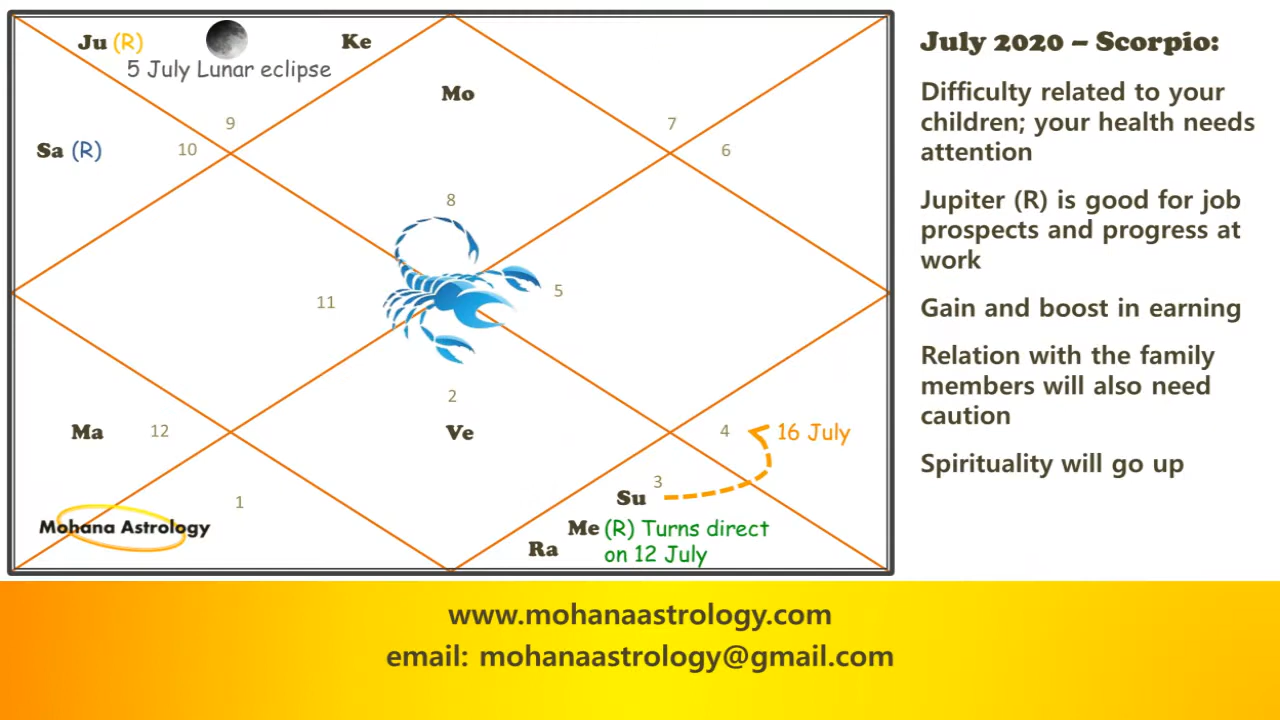 Ju (R)
Ke
5 July Lunar eclipse
Mo
9
7
Sa (R)
10
6
8
11
5
2
Ma
12
Ve
4
16 July
3
Su
1
Mohana Astrology
Me (R) Turns direct
on 12 July
Ra
July 2020 – Scorpio:
Difficulty related to your
children; your health needs
attention
Jupiter (R) is good for job
prospects and progress at
work
Gain and boost in earning
Relation with the family
members will also need
caution
Spirituality will go up
www.mohanaastrology.com
email: mohanaastrology@gmail.com